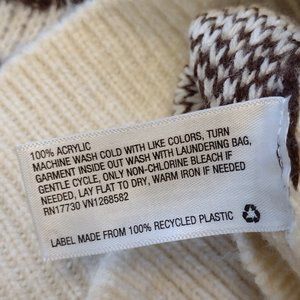 100% ACRYLIC
MACHINE WASH COLD WITH LIKE COLORS, TURN
GARMENT INSIDE OUT WASH WITH LAUNDERING BAG,
GENTLE CYCLE, ONLY NON-CHLORINE BLEACH IF
NEEDED, LAY FLAT TO DRY, WARM IRON IF NEEDED
RN17730 VN1268582
LABEL MADE FROM 100% RECYCLED PLASTIC